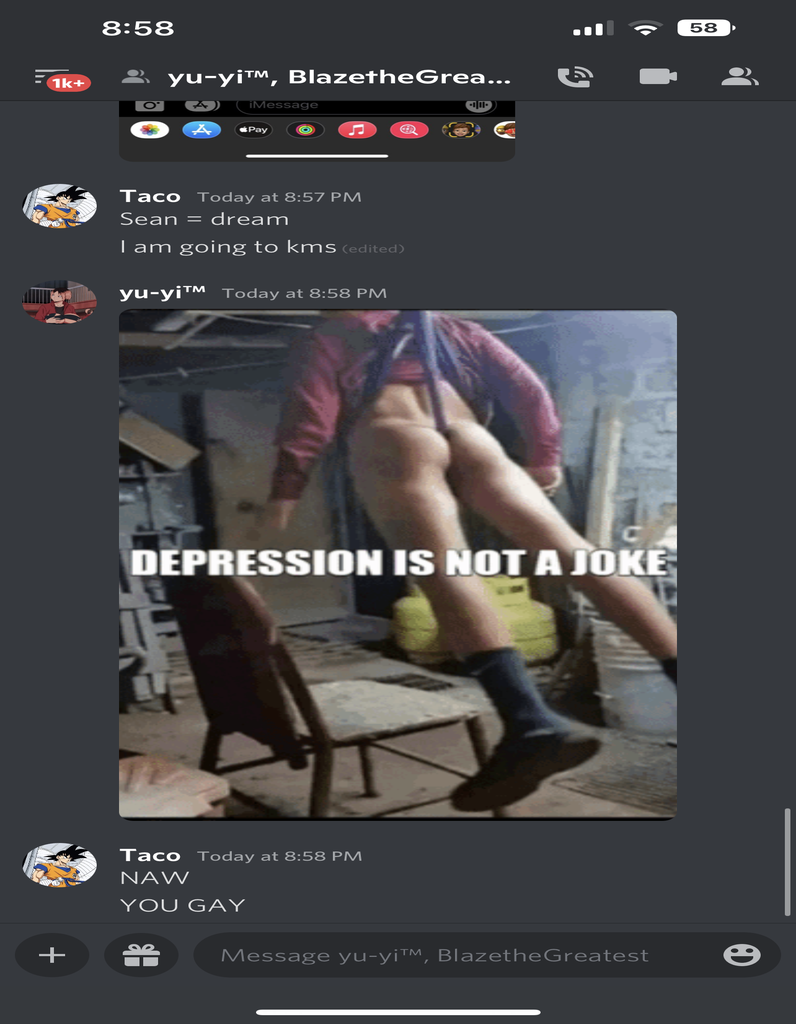 8:58
58
1k+
yu-yi™, BlazetheGrea...
iMessage
Pay
Taco Today at 8:57 PM
Sean = dream
I am going to kms (edited)
yu-yi™ Today at 8:58 PM
DEPRESSION IS NOT A JOKE
Taco Today at 8:58 PM
NAW
YOU GAY
Message yu-yi™, BlazetheGreatest